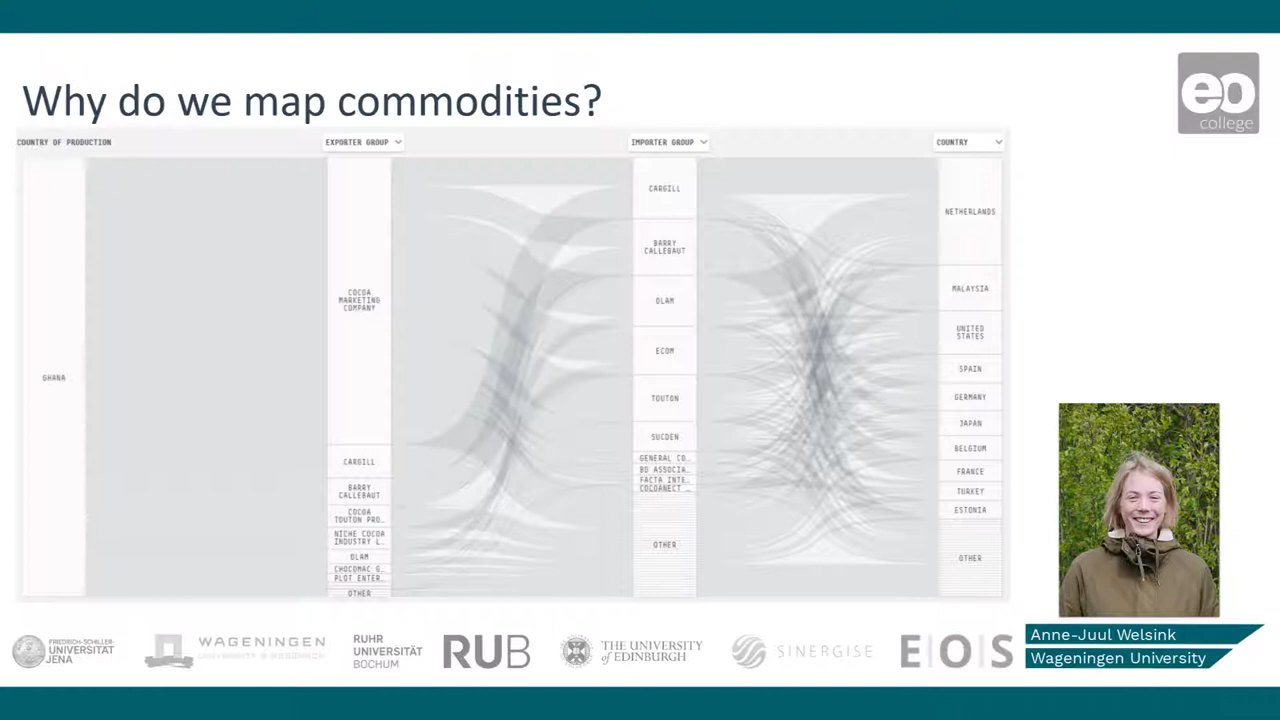 Why do we map commodities?
eo
college
COUNTRY OF PRODUCTION
EXPORTER GROUP
IMPORTER GROUP
COUNTRY
GHANA
COCOA
MARKETING
COMPANY
CARGILL
BARRY
CALLEBAUT
COCOA
TOUTON PRO…
NICHE COCOA
INDUSTRY L…
OLAM
CHOCOMAC G…
PLOT ENTER…
OTHER
CARGILL
BARRY
CALLEBAUT
OLAM
ECOM
TOUTON
SUCDEN
GENERAL CO…
BD ASSOCIA…
FACTA INTE…
COCOANECT …
OTHER
NETHERLANDS
MALAYSIA
UNITED
STATES
SPAIN
GERMANY
JAPAN
BELGIUM
FRANCE
TURKEY
ESTONIA
OTHER
Anne-Juul Welsink
Wageningen University
FRIEDRICH-SCHILLER-
UNIVERSITÄT
JENA
WAGENINGEN
UNIVERSITY & RESEARCH
RUHR
UNIVERSITÄT
BOCHUM
RUB
THE UNIVERSITY
of EDINBURGH
SINERGISE
E|O|S